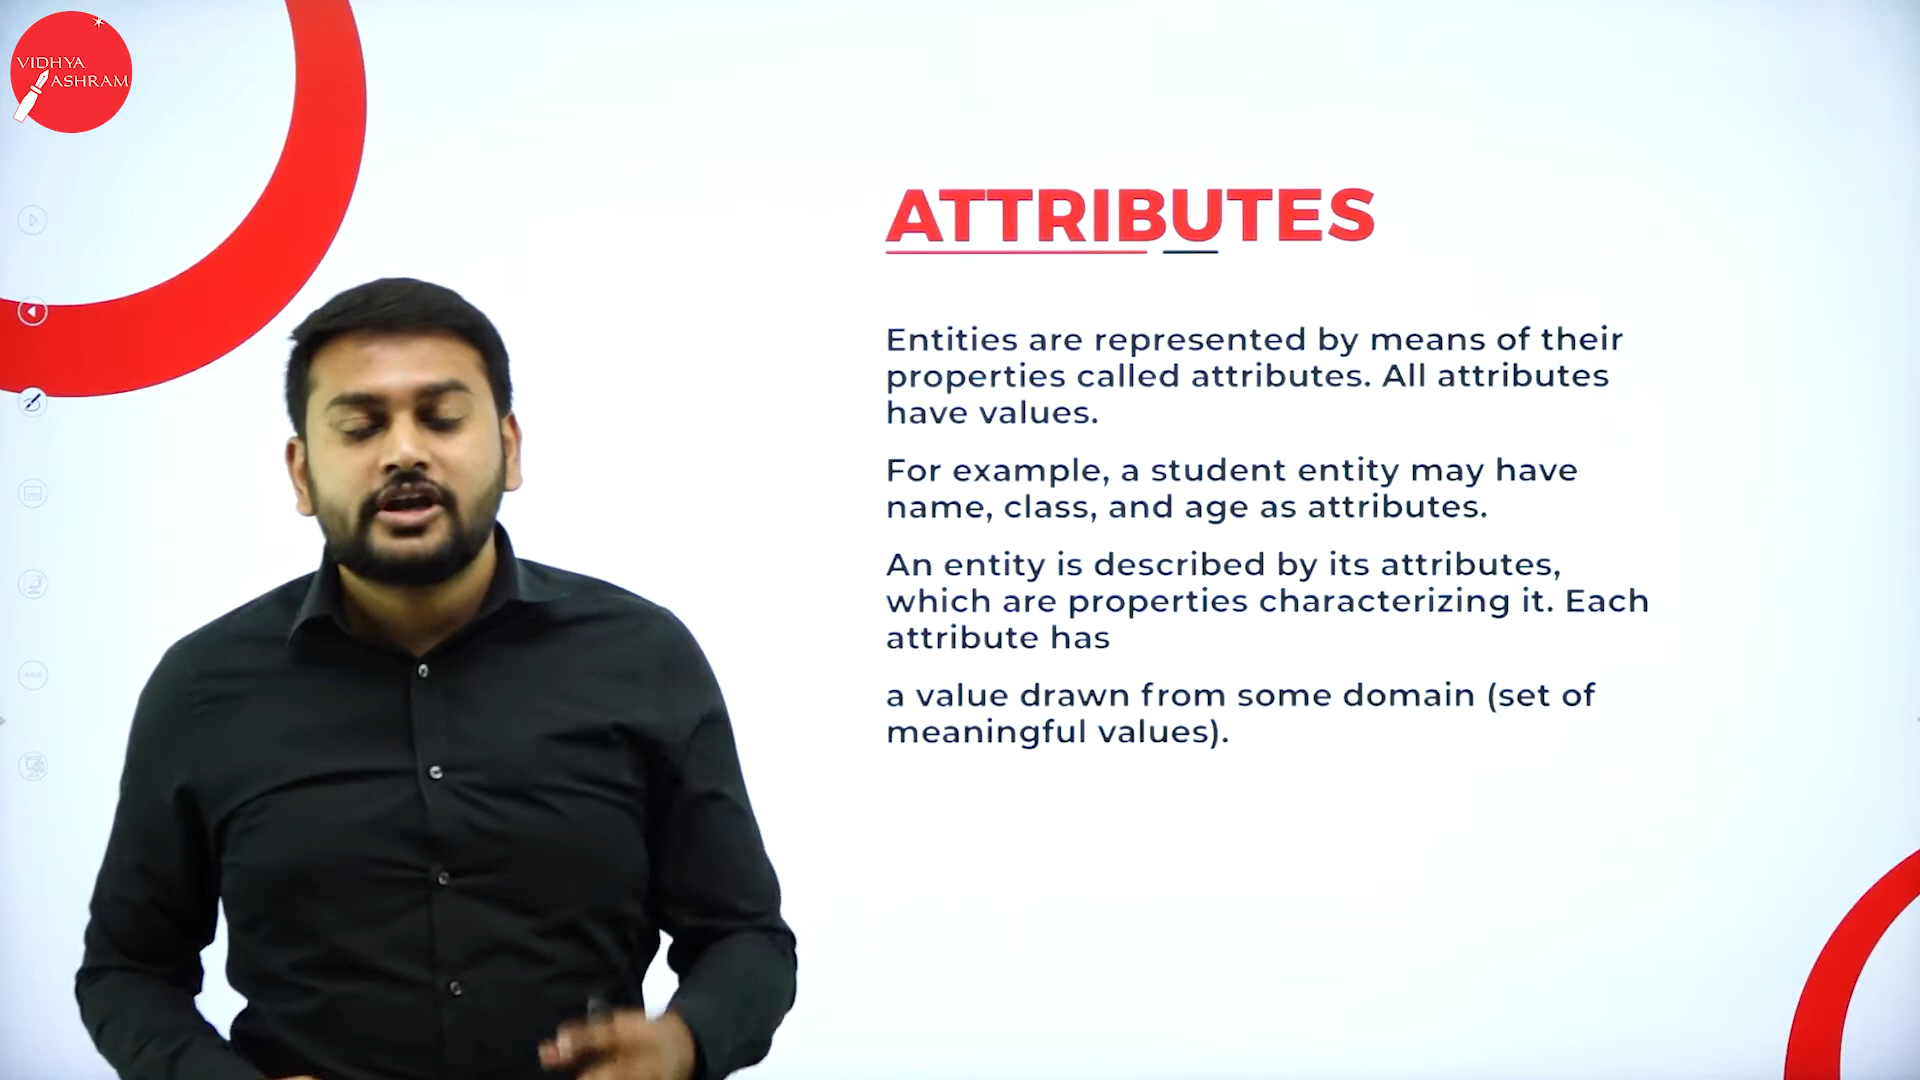 VIDHYA
ASHRAM
ATTRIBUTES
Entities are represented by means of their
properties called attributes. All attributes
have values.
For example, a student entity may have
name, class, and age as attributes.
An entity is described by its attributes,
which are properties characterizing it. Each
attribute has
a value drawn from some domain (set of
meaningful values).